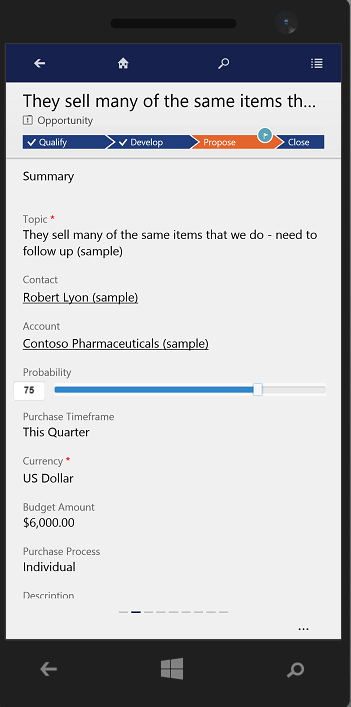 They sell many of the same items th...
Opportunity
Qualify
Develop
Propose
Close
Summary
Topic *
They sell many of the same items that we do - need to
follow up (sample)
Contact
Robert Lyon (sample)
Account
Contoso Pharmaceuticals (sample)
Probability
75
Purchase Timeframe
This Quarter
Currency *
US Dollar
Budget Amount
$6,000.00
Purchase Process
Individual
Description
...